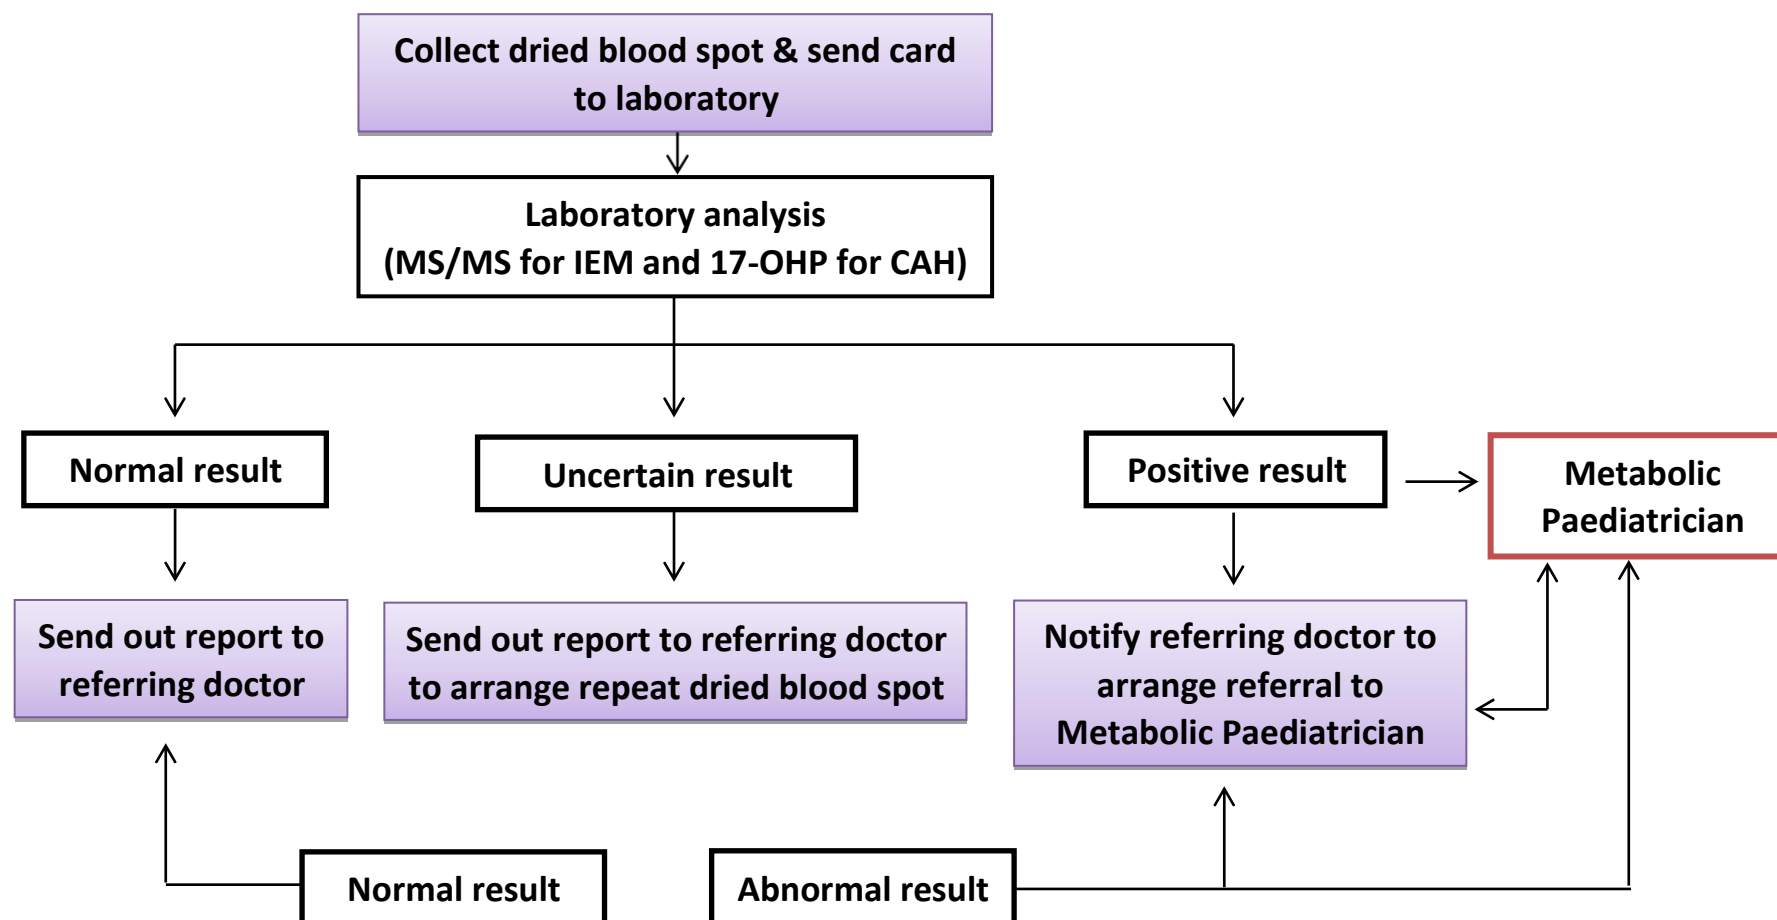 Collect dried blood spot & send card
to laboratory
Laboratory analysis
(MS/MS for IEM and 17-OHP for CAH)
Normal result
Uncertain result
Positive result
Metabolic
Paediatrician
Send out report to
referring doctor
Send out report to referring doctor
to arrange repeat dried blood spot
Notify referring doctor to
arrange referral to
Metabolic Paediatrician
Normal result
Abnormal result